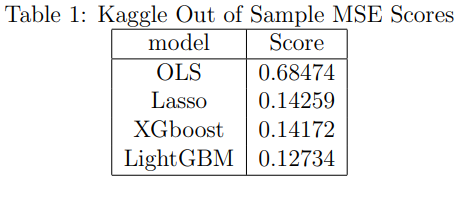 Table 1: Kaggle Out of Sample MSE Scores
model Score
OLS 0.68474
Lasso 0.14259
XGboost 0.14172
LightGBM 0.12734